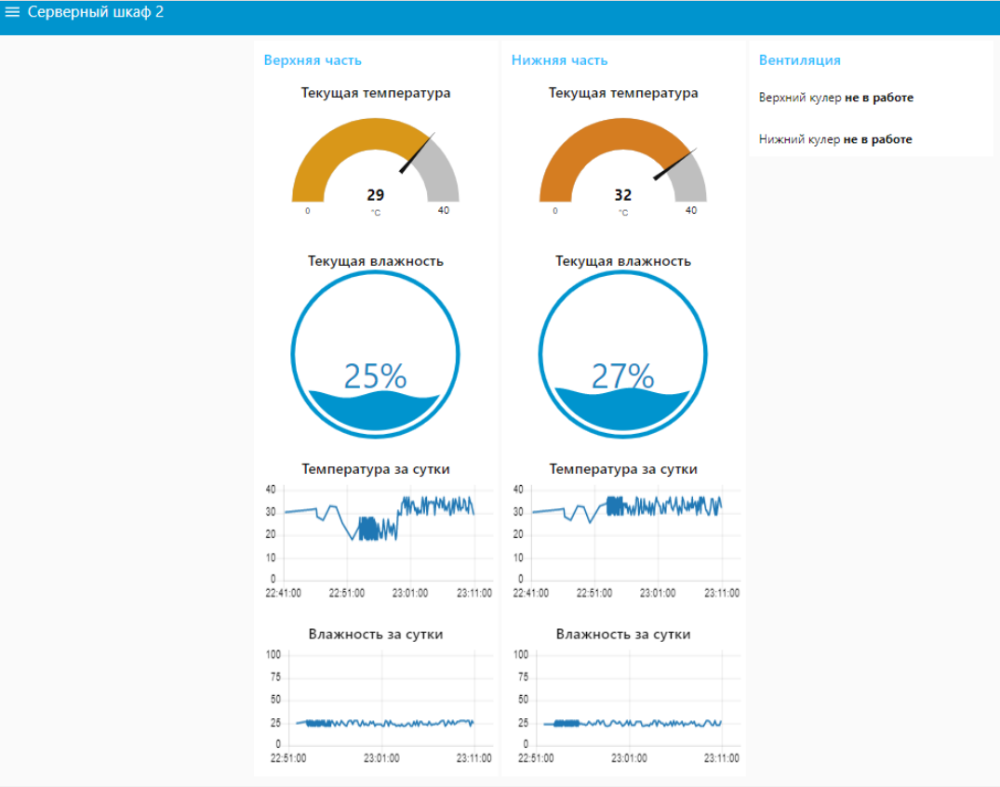 Серверный шкаф 2
Верхняя часть
Текущая температура
29
0
°C
40
Текущая влажность
25%
Температура за сутки
40
30
20
10
0
22:41:00 22:51:00 23:01:00 23:11:00
Влажность за сутки
100
75
50
25
0
22:51:00 23:01:00 23:11:00
Нижняя часть
Текущая температура
32
0
°C
40
Текущая влажность
27%
Температура за сутки
40
30
20
10
0
22:41:00 22:51:00 23:01:00 23:11:00
Влажность за сутки
100
75
50
25
0
22:51:00 23:01:00 23:11:00
Вентиляция
Верхний кулер не в работе
Нижний кулер не в работе